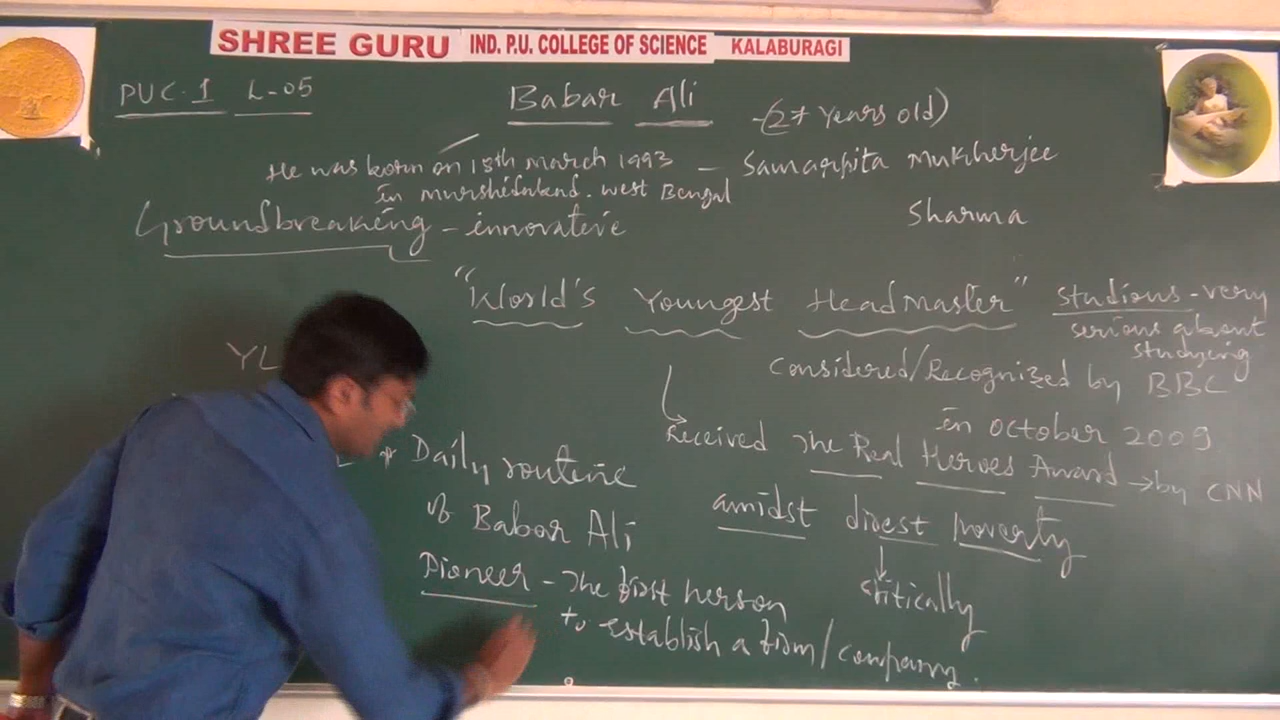 SHREE GURU IND. P.U. COLLEGE OF SCIENCE KALABURAGI
PUC-1 L-05
Babar Ali
(27 Years old)
He was born on 18th March 1993 – Samarpita Mukherjee
in Murshidabad. West Bengal
Sharma
Groundbreaking – innovative
"World's Youngest HeadMaster"
Studious – very
serious about
studying
Considered/Recognized by BBC
in October 2009
Received The Real Heroes Award → by CNN
YL
Daily routine
of Babar Ali
amidst direst Poverty
critically
Pioneer – The first person
to establish a firm/company.